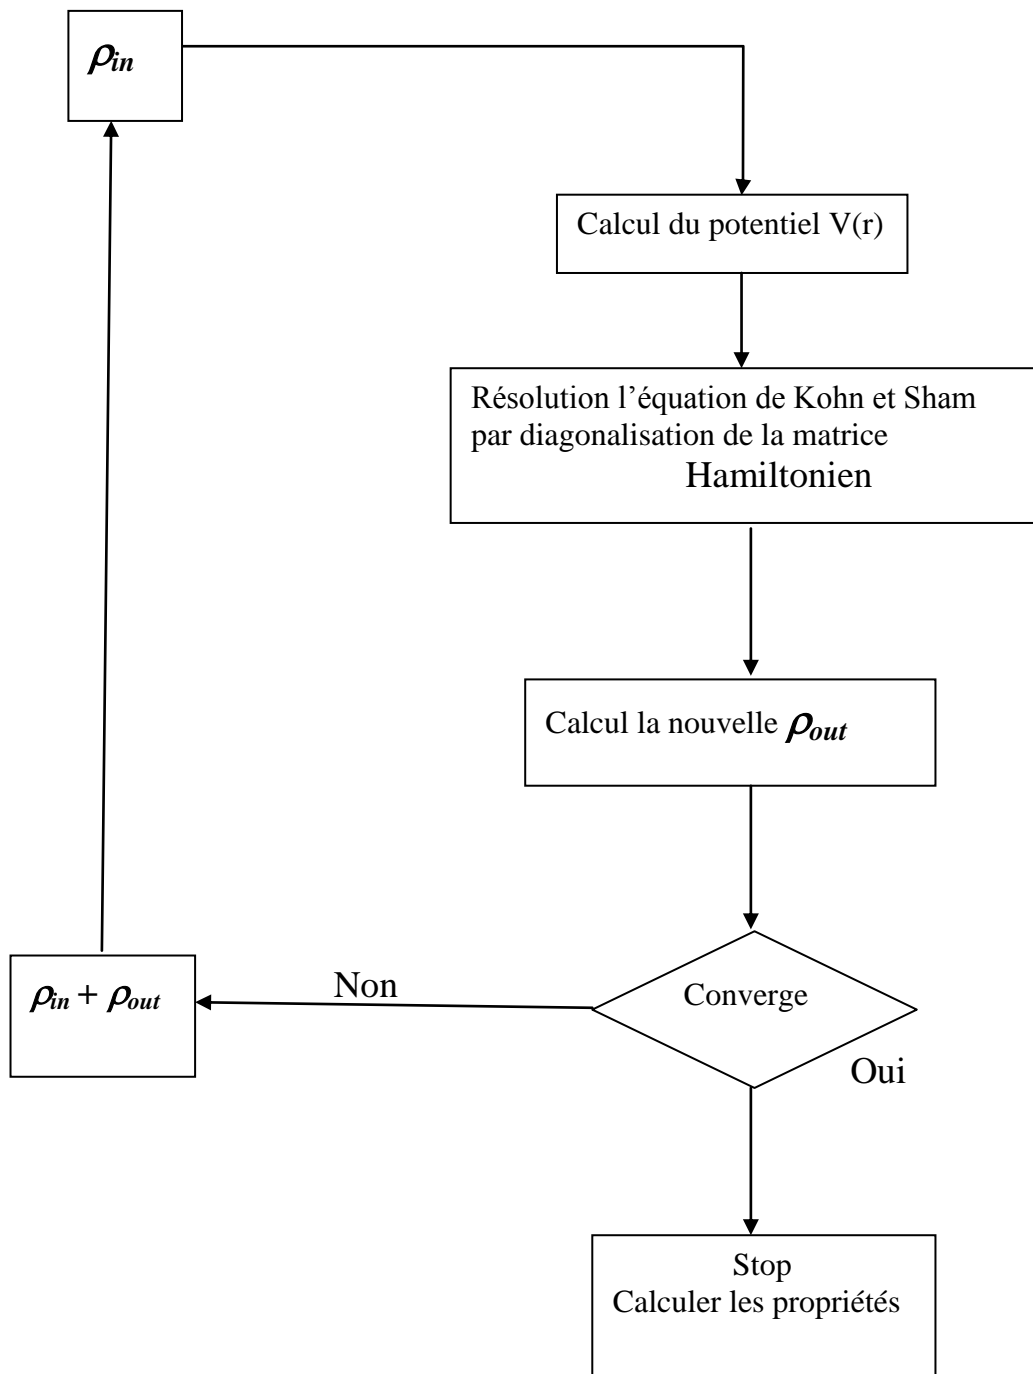 ρin
Calcul du potentiel V(r)
Résolution l’équation de Kohn et Sham
par diagonalisation de la matrice
Hamiltonien
Calcul la nouvelle ρout
Converge
Non
ρin + ρout
Oui
Stop
Calculer les propriétés